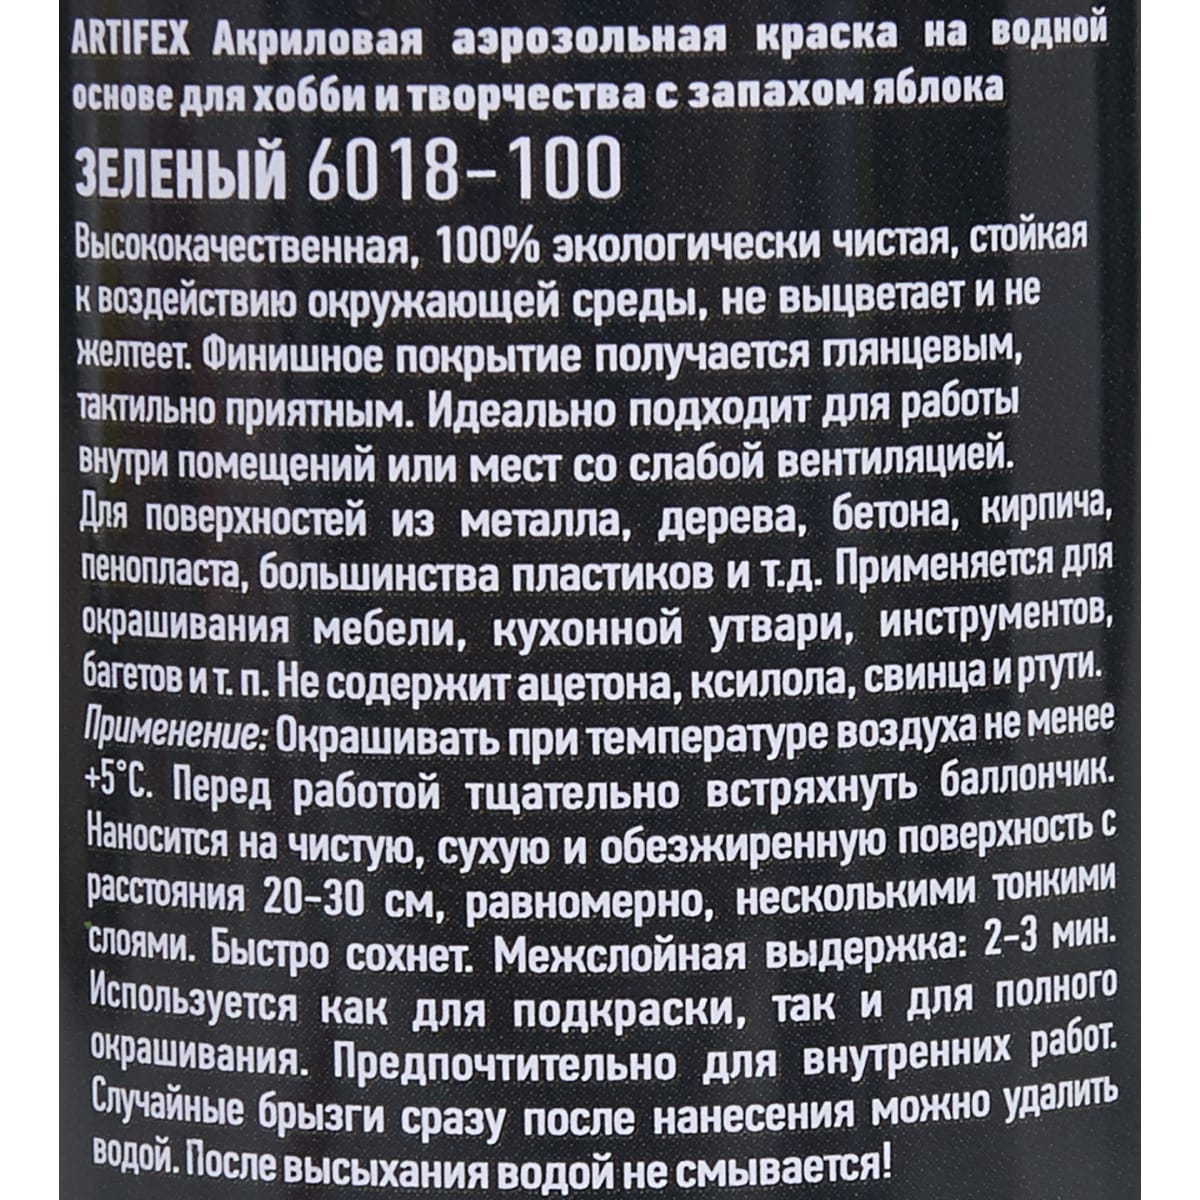 ARTIFEX Акриловая аэрозольная краска на водной
основе для хобби и творчества с запахом яблока
ЗЕЛЕНЫЙ 6018-100
Высококачественная, 100% экологически чистая, стойкая
к воздействию окружающей среды, не выцветает и не
желтеет. Финишное покрытие получается глянцевым,
тактильно приятным. Идеально подходит для работы
внутри помещений или мест со слабой вентиляцией.
Для поверхностей из металла, дерева, бетона, кирпича,
пенопласта, большинства пластиков и т.д. Применяется для
окрашивания мебели, кухонной утвари, инструментов,
багетов и т. п. Не содержит ацетона, ксилола, свинца и ртути.
Применение: Окрашивать при температуре воздуха не менее
+5°С. Перед работой тщательно встряхнуть баллончик.
Наносится на чистую, сухую и обезжиренную поверхность с
расстояния 20-30 см, равномерно, несколькими тонкими
слоями. Быстро сохнет. Межслойная выдержка: 2-3 мин.
Используется как для подкраски, так и для полного
окрашивания. Предпочтительно для внутренних работ.
Случайные брызги сразу после нанесения можно удалить
водой. После высыхания водой не смывается!